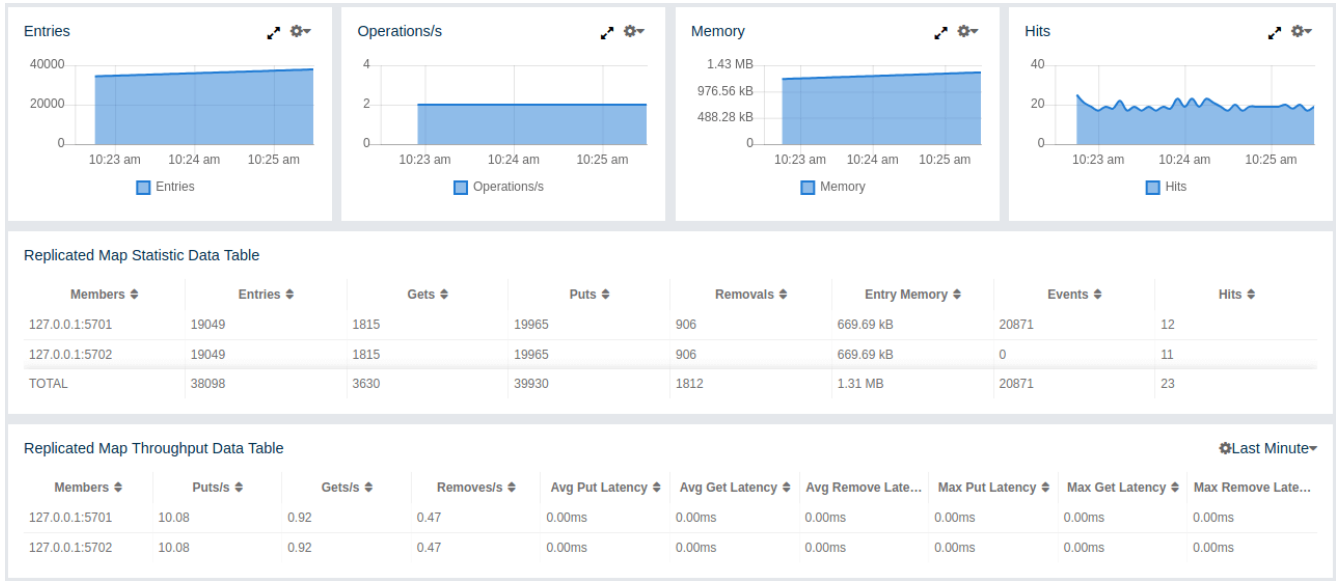 Entries Operations/s Memory Hits
40000 4 1.43 MB 40
976.56 kB
20000 2 20
488.28 kB
0 0 0 0
10:23 am 10:24 am 10:25 am 10:23 am 10:24 am 10:25 am 10:23 am 10:24 am 10:25 am 10:23 am 10:24 am 10:25 am
Entries Operations/s Memory Hits
Replicated Map Statistic Data Table
Members Entries Gets Puts Removals Entry Memory Events Hits
127.0.0.1:5701 19049 1815 19965 906 669.69 kB 20871 12
127.0.0.1:5702 19049 1815 19965 906 669.69 kB 0 11
TOTAL 38098 3630 39930 1812 1.31 MB 20871 23
Replicated Map Throughput Data Table Last Minute
Members Puts/s Gets/s Removes/s Avg Put Latency Avg Get Latency Avg Remove Late... Max Put Latency Max Get Latency Max Remove Late...
127.0.0.1:5701 10.08 0.92 0.47 0.00ms 0.00ms 0.00ms 0.00ms 0.00ms 0.00ms
127.0.0.1:5702 10.08 0.92 0.47 0.00ms 0.00ms 0.00ms 0.00ms 0.00ms 0.00ms